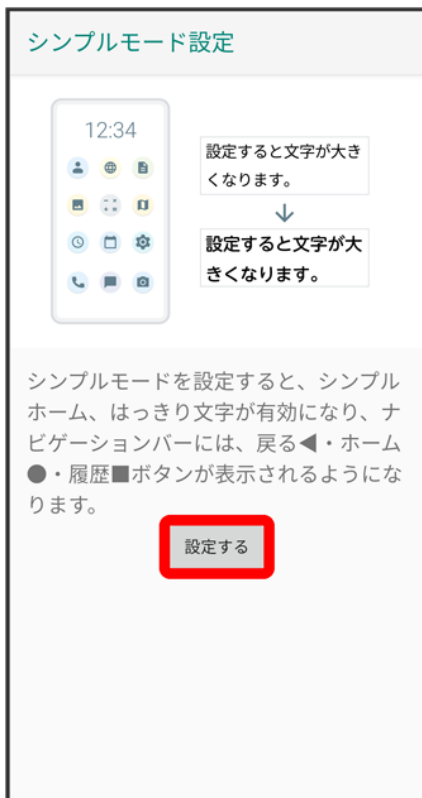 シンプルモード設定
12:34
設定すると文字が大き
くなります。
設定すると文字が大
きくなります。
シンプルモードを設定すると、シンプル
ホーム、はっきり文字が有効になり、ナ
ビゲーションバーには、戻る◀・ホーム
●・履歴■ボタンが表示されるようにな
ります。
設定する